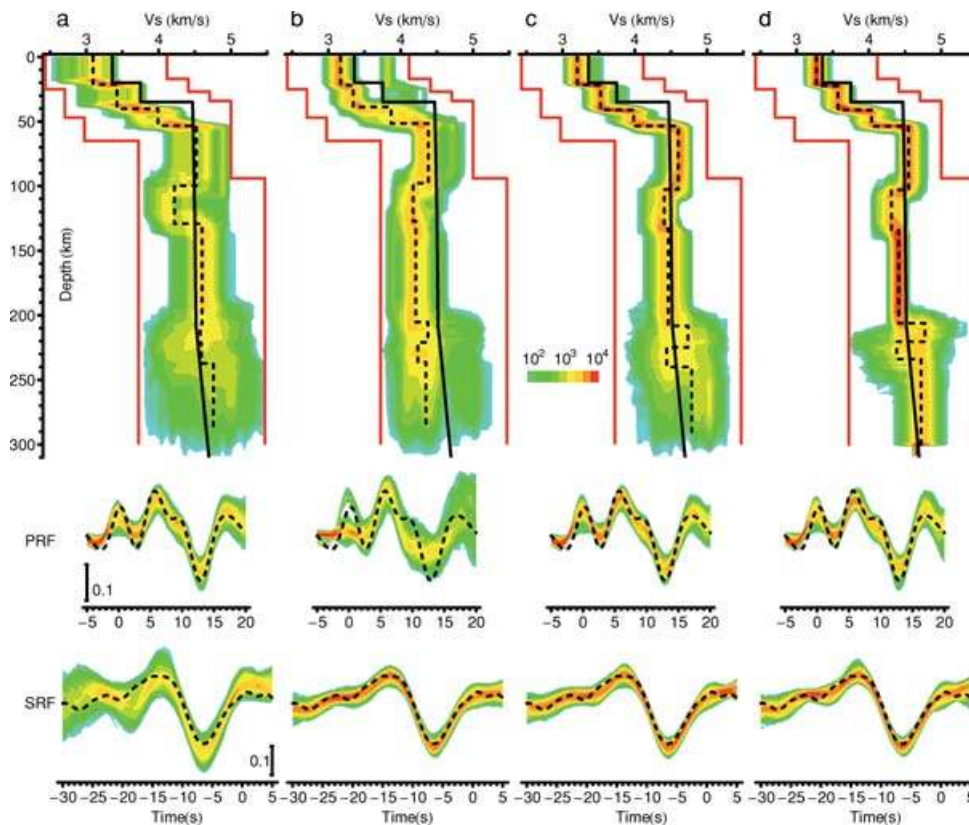 a b c d
Vs (km/s) Vs (km/s) Vs (km/s) Vs (km/s)
3 4 5 3 4 5 3 4 5 3 4 5
0
50
100
150
200
250
300
Depth(km)
10² 10³ 10⁴
PRF
0.1
−5 0 5 10 15 20 −5 0 5 10 15 20 −5 0 5 10 15 20 −5 0 5 10 15 20
SRF
0.1
−30 −25 −20 −15 −10 −5 0 5 −30 −25 −20 −15 −10 −5 0 5 −30 −25 −20 −15 −10 −5 0 5 −30 −25 −20 −15 −10 −5 0 5
Time(s) Time(s) Time(s) Time(s)